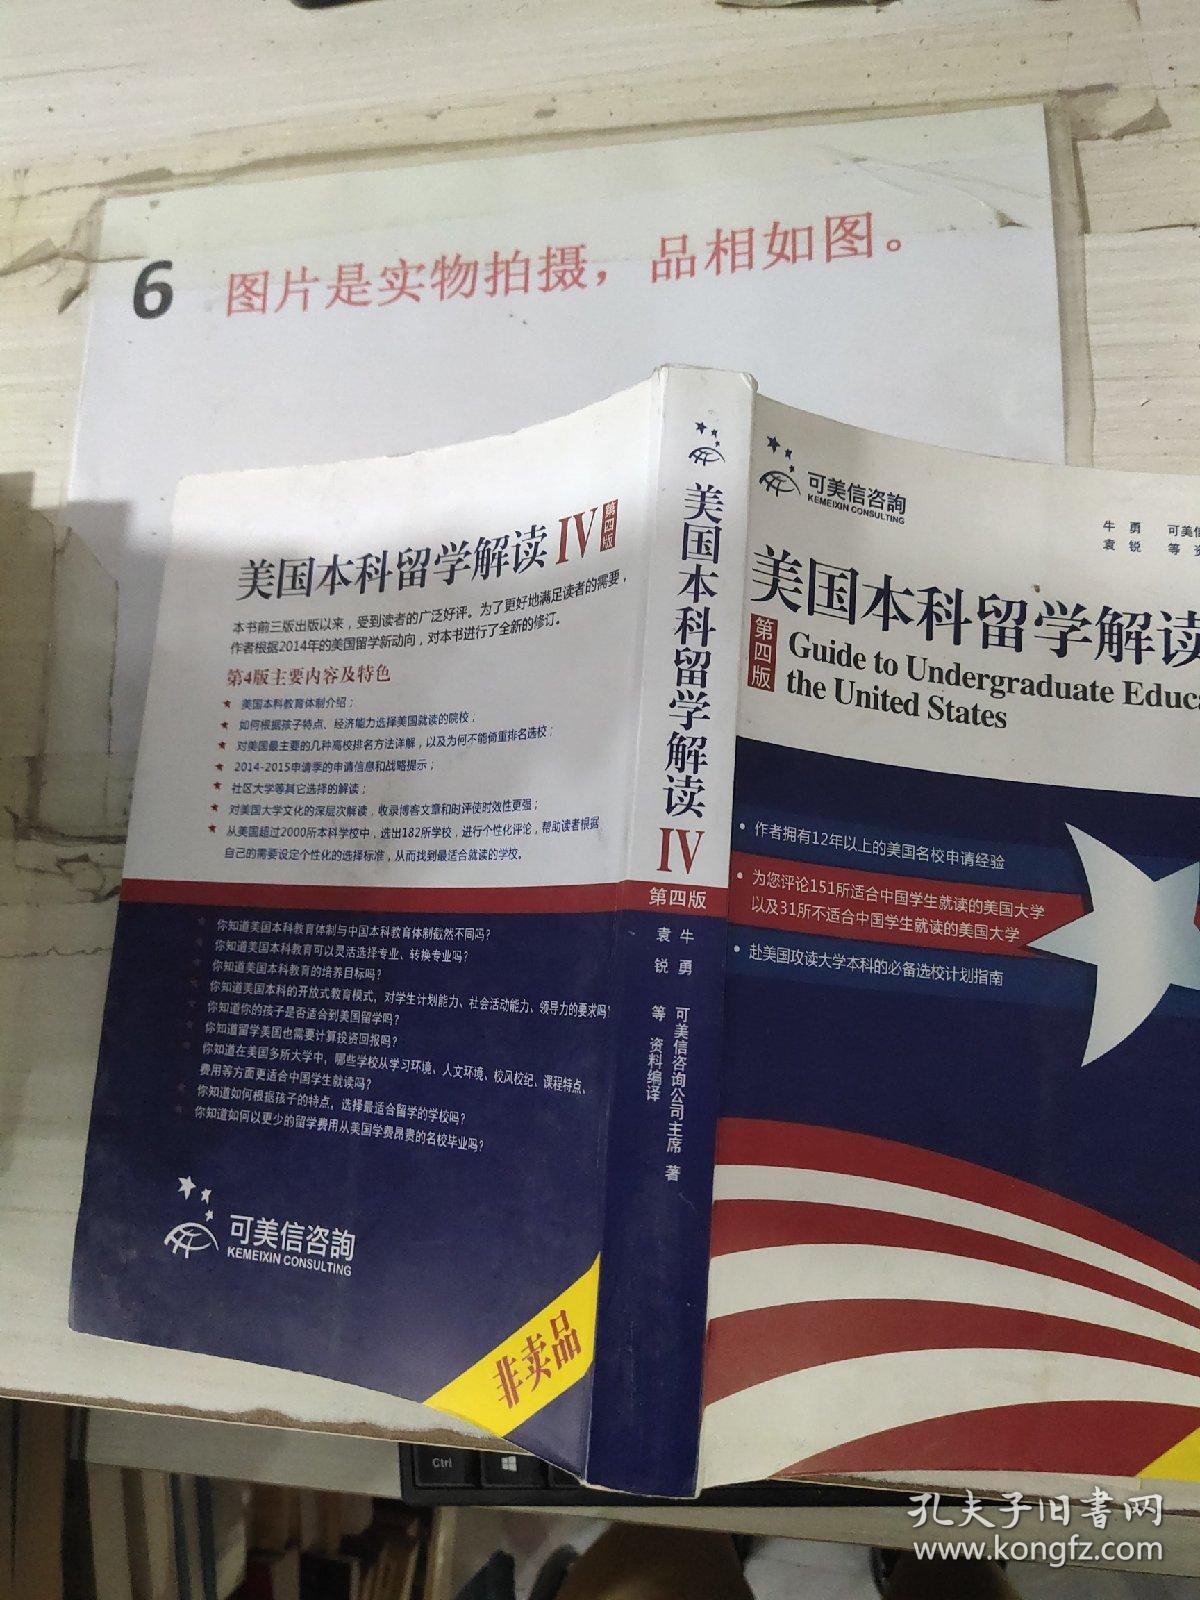 6 图片是实物拍摄，品相如图。
美国本科留学解读IV 第四版
本书前三版出版以来，受到读者的广泛好评。为了更好地满足读者的需要，
作者根据2014年的美国留学新动向，对本书进行了全新的修订。
第4版主要内容及特色
★ 美国本科教育体制介绍；
★ 如何根据孩子特点、经济能力选择美国就读的院校；
★ 对美国最主要的几种高校排名方法详解，以及为何不能倚重排名选校；
★ 2014-2015申请季的申请信息和战略提示；
★ 社区大学等其它选择的解读；
★ 对美国大学文化的深层次解读，收录博客文章和时评使时效性更强；
★ 从美国超过2000所本科学校中，选出182所学校，进行个性化评论，帮助读者根据
自己的需要设定个性化的选择标准，从而找到最适合就读的学校。
★ 你知道美国本科教育体制与中国本科教育体制截然不同吗？
★ 你知道美国本科教育可以灵活选择专业、转换专业吗？
★ 你知道美国本科教育的培养目标吗？
★ 你知道美国本科的开放式教育模式，对学生计划能力、社会活动能力、领导力的要求吗？
★ 你知道你的孩子是否适合到美国留学吗？
★ 你知道留学美国也需要计算投资回报吗？
★ 你知道在美国多所大学中，哪些学校从学习环境、人文环境、校风校纪、课程特点、
费用等方面更适合中国学生就读吗？
★ 你知道如何根据孩子的特点，选择最适合留学的学校吗？
★ 你知道如何以更少的留学费用从美国学费昂贵的名校毕业吗？
可美信咨詢
KEMEIXIN CONSULTING
非卖品
美国本科留学解读IV
第四版
牛勇 可美信咨询公司主席 著
袁锐 等 资料编译
可美信咨詢
KEMEIXIN CONSULTING
牛 勇 可美信
袁 锐 等
美国本科留学解读
第四版
Guide to Undergraduate Educa
the United States
• 作者拥有12年以上的美国名校申请经验
• 为您评论151所适合中国学生就读的美国大学
以及31所不适合中国学生就读的美国大学
• 赴美国攻读大学本科的必备选校计划指南
Ctrl
孔夫子旧书网
www.kongfz.com